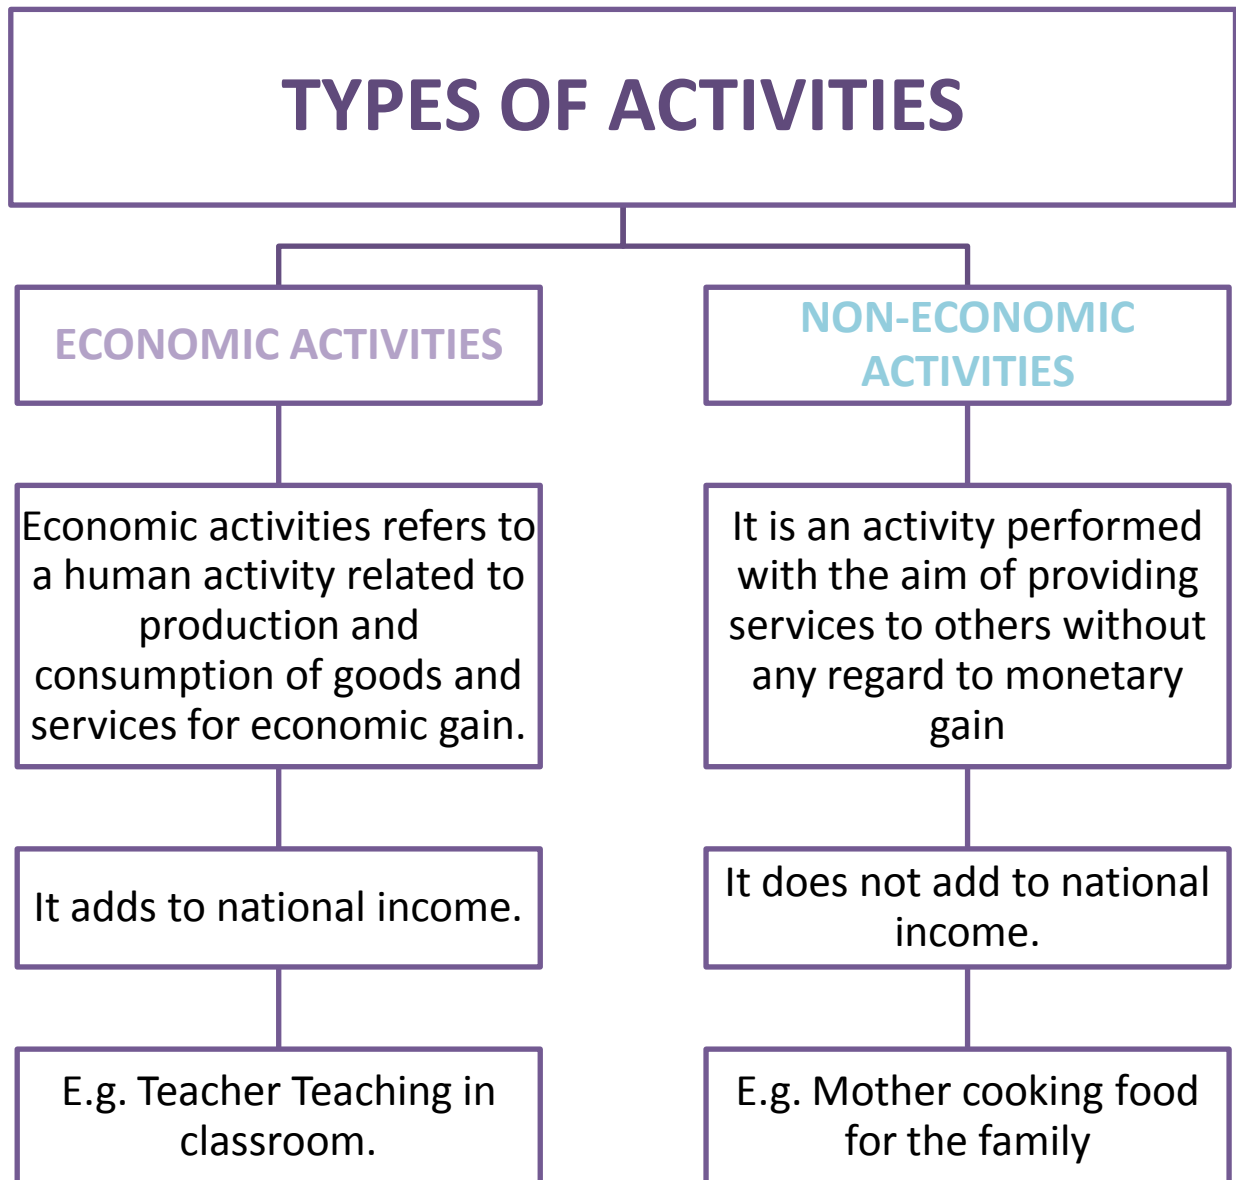 TYPES OF ACTIVITIES
ECONOMIC ACTIVITIES
Economic activities refers to
a human activity related to
production and
consumption of goods and
services for economic gain.
It adds to national income.
E.g. Teacher Teaching in
classroom.
NON-ECONOMIC
ACTIVITIES
It is an activity performed
with the aim of providing
services to others without
any regard to monetary
gain
It does not add to national
income.
E.g. Mother cooking food
for the family